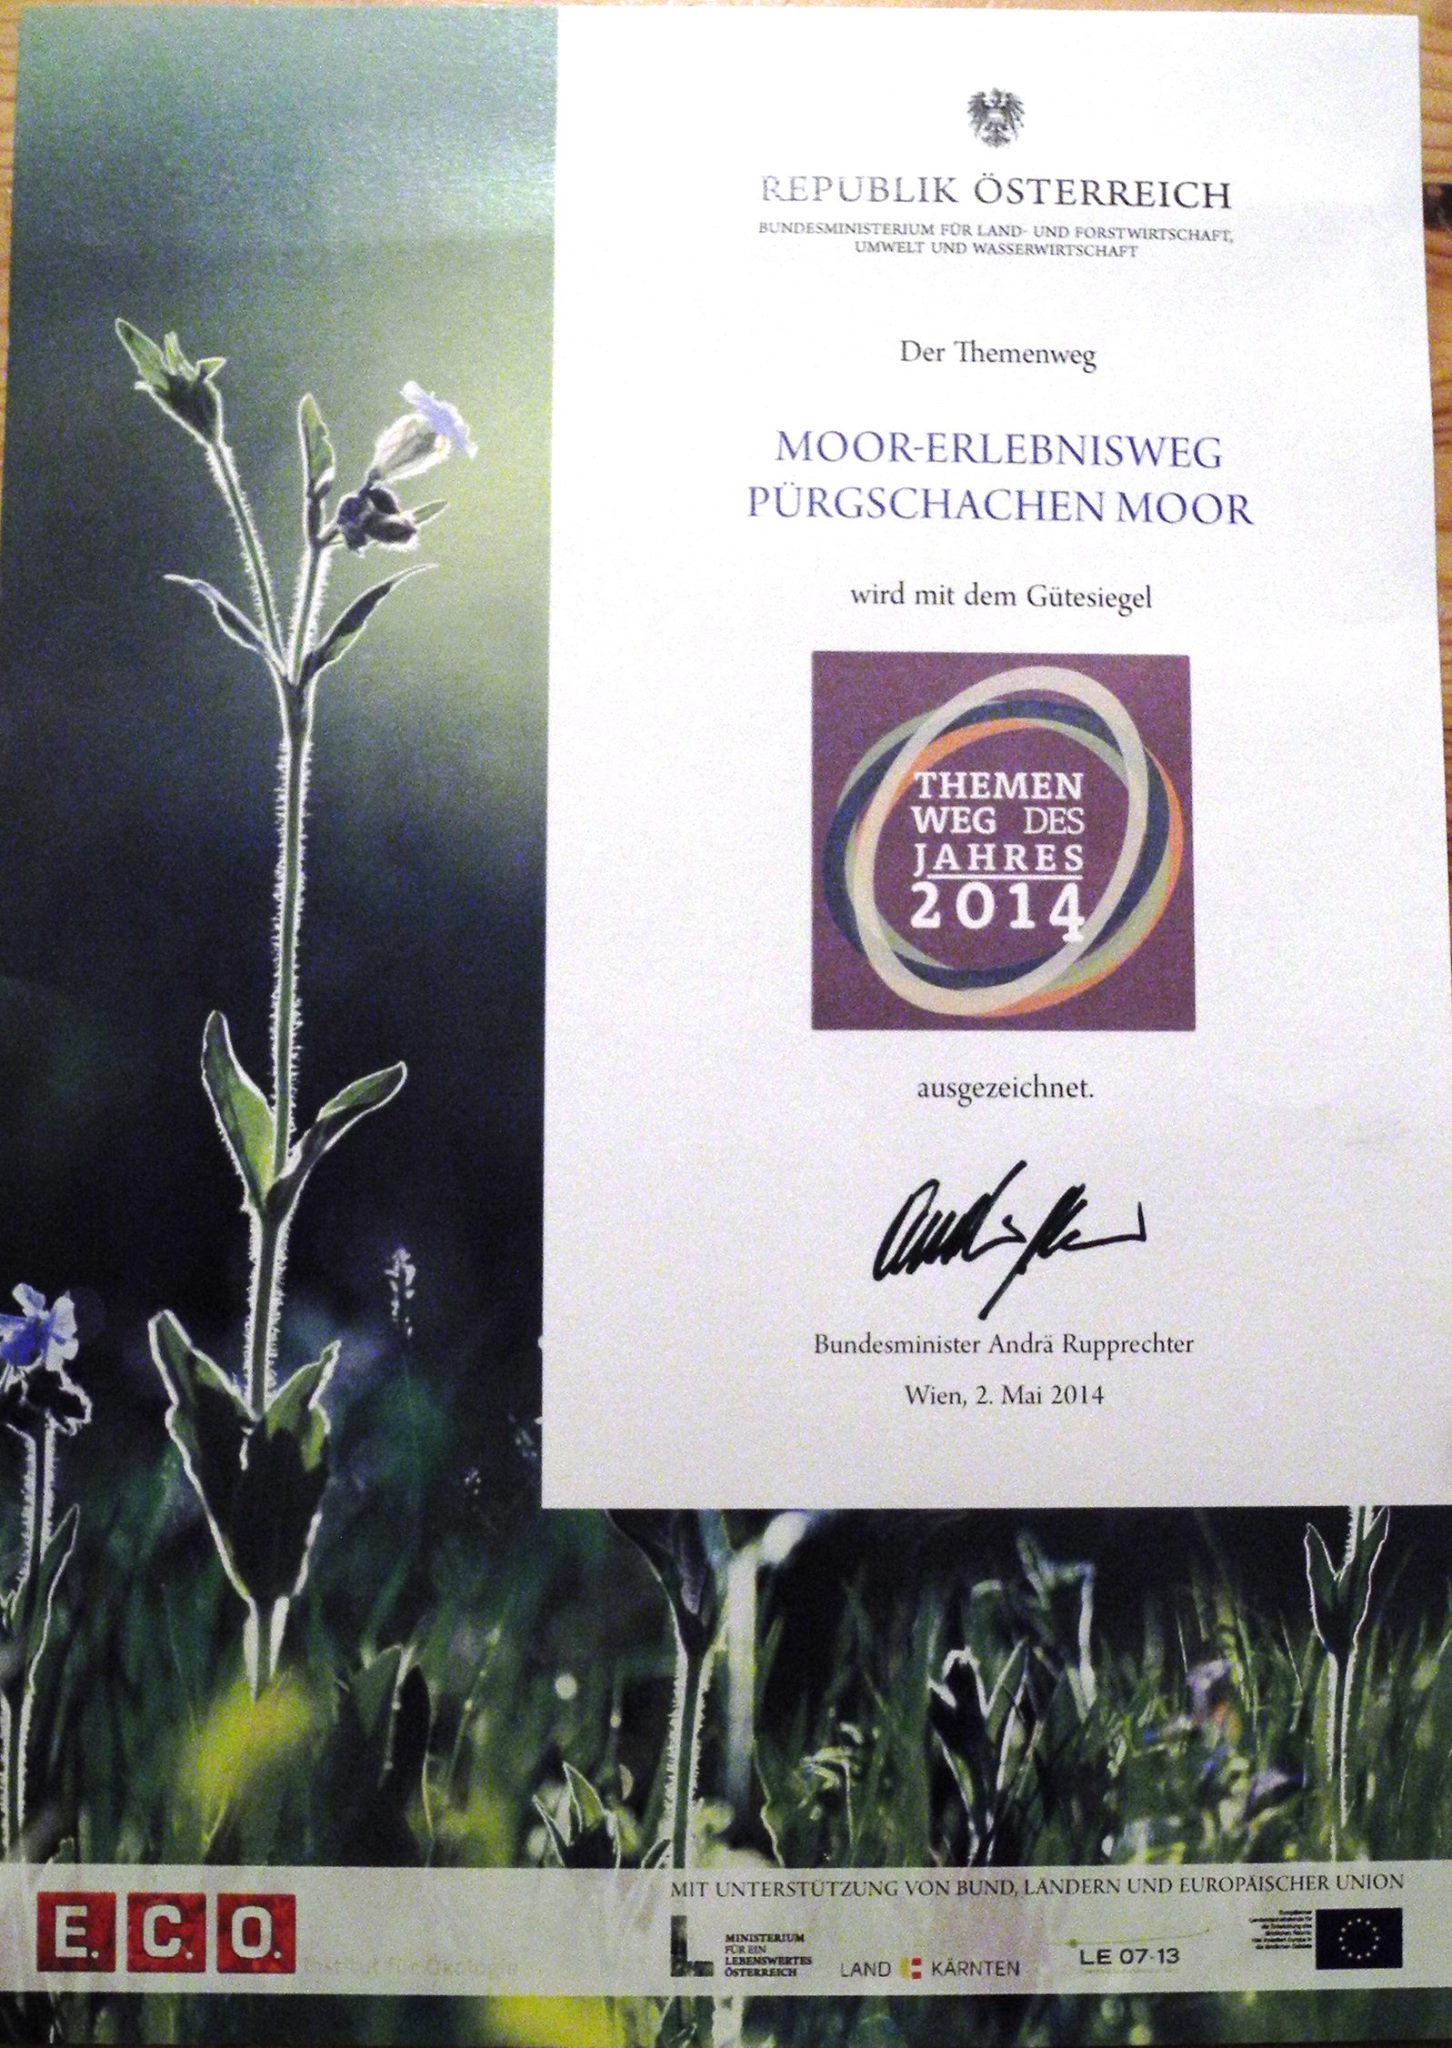 REPUBLIK ÖSTERREICH
BUNDESMINISTERIUM FÜR LAND- UND FORSTWIRTSCHAFT,
UMWELT UND WASSERWIRTSCHAFT
Der Themenweg
MOOR-ERLEBNISWEG
PÜRGSCHACHEN MOOR
wird mit dem Gütesiegel
THEMEN
WEG DES
JAHRES
2014
ausgezeichnet.
Bundesminister Andrä Rupprechter
Wien, 2. Mai 2014
MIT UNTERSTÜTZUNG VON BUND, LÄNDERN UND EUROPÄISCHER UNION
E.C.O.
MINISTERIUM
FÜR EIN
LEBENSWERTES
ÖSTERREICH
LAND KÄRNTEN
LE 07-13